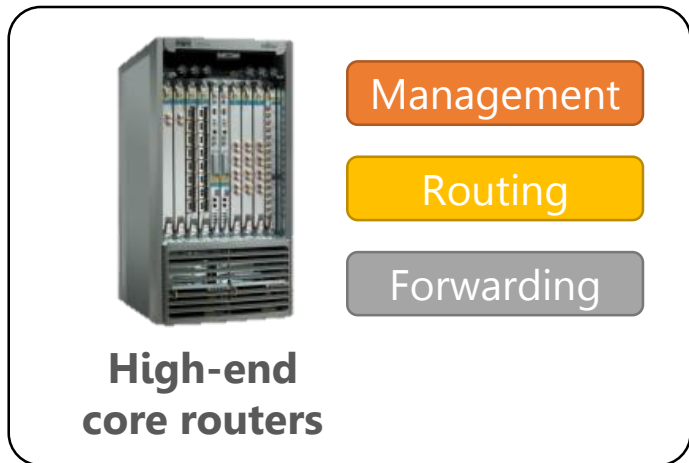 Management
Routing
Forwarding
High-end
core routers